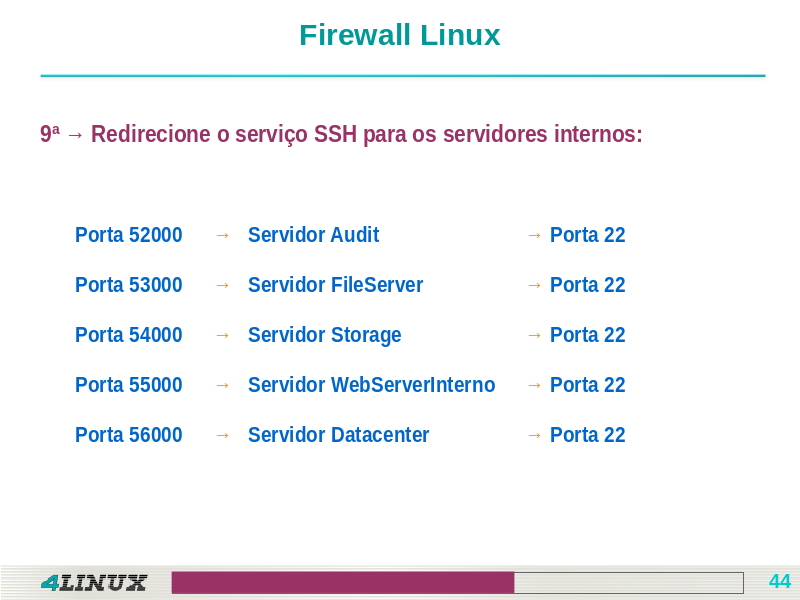 Firewall Linux
9ª → Redirecione o serviço SSH para os servidores internos:
Porta 52000 → Servidor Audit → Porta 22
Porta 53000 → Servidor FileServer → Porta 22
Porta 54000 → Servidor Storage → Porta 22
Porta 55000 → Servidor WebServerInterno → Porta 22
Porta 56000 → Servidor Datacenter → Porta 22
4LINUX
44